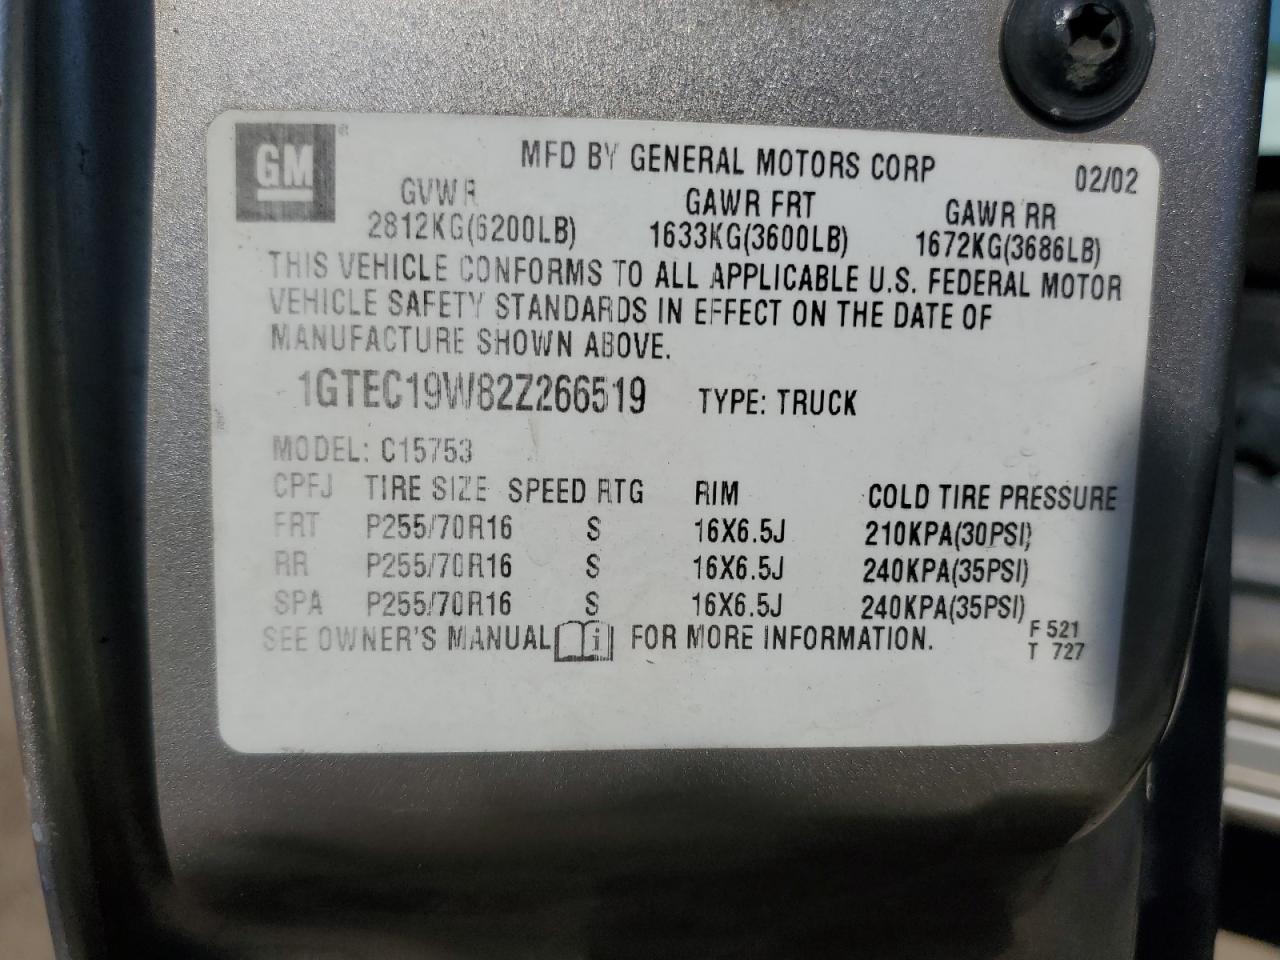 GM
MFD BY GENERAL MOTORS CORP 02/02
GVWR GAWR FRT GAWR RR
2812KG(6200LB) 1633KG(3600LB) 1672KG(3686LB)
THIS VEHICLE CONFORMS TO ALL APPLICABLE U.S. FEDERAL MOTOR
VEHICLE SAFETY STANDARDS IN EFFECT ON THE DATE OF
MANUFACTURE SHOWN ABOVE.
1GTEC19W82Z266519 TYPE: TRUCK
MODEL: C15753
CPFJ TIRE SIZE SPEED RTG RIM COLD TIRE PRESSURE
FRT P255/70R16 S 16X6.5J 210KPA(30PSI)
RR P255/70R16 S 16X6.5J 240KPA(35PSI)
SPA P255/70R16 S 16X6.5J 240KPA(35PSI)
SEE OWNER'S MANUAL i FOR MORE INFORMATION.
F 521
T 727